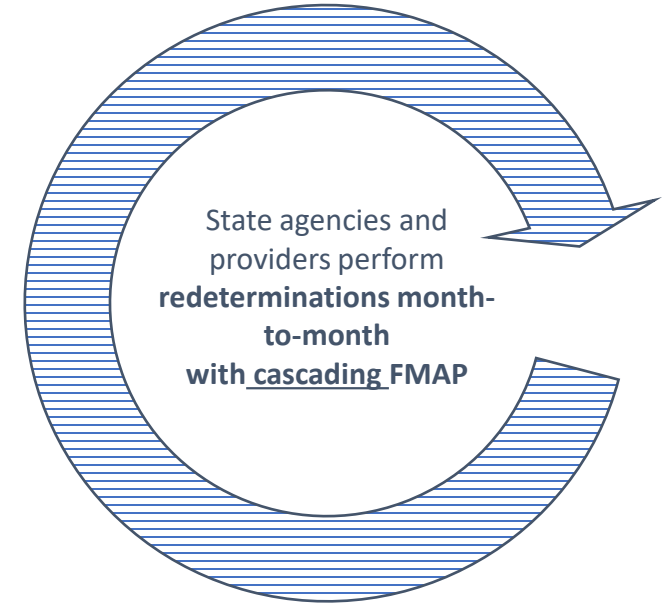 State agencies and
providers perform
redeterminations month-
to-month
with cascading FMAP